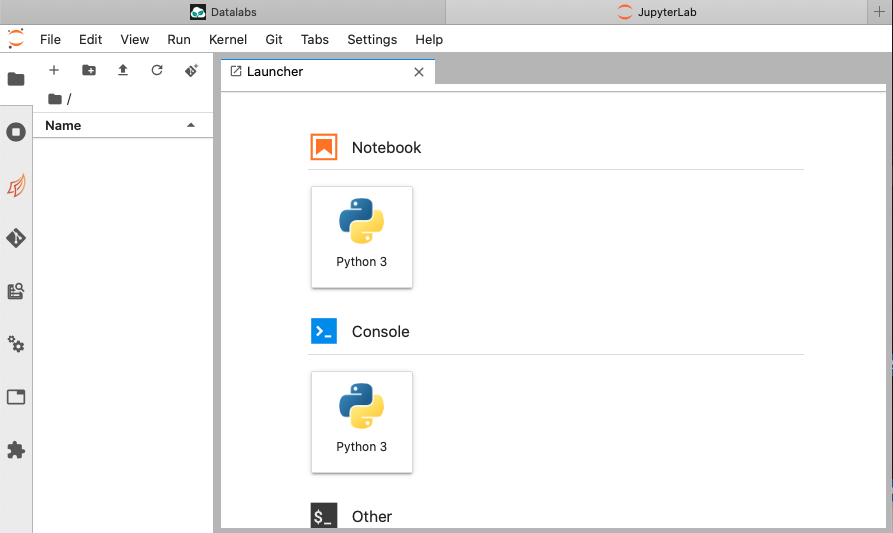 Datalabs
JupyterLab
File Edit View Run Kernel Git Tabs Settings Help
Launcher
/
Name
Notebook
Python 3
Console
Python 3
$_ Other